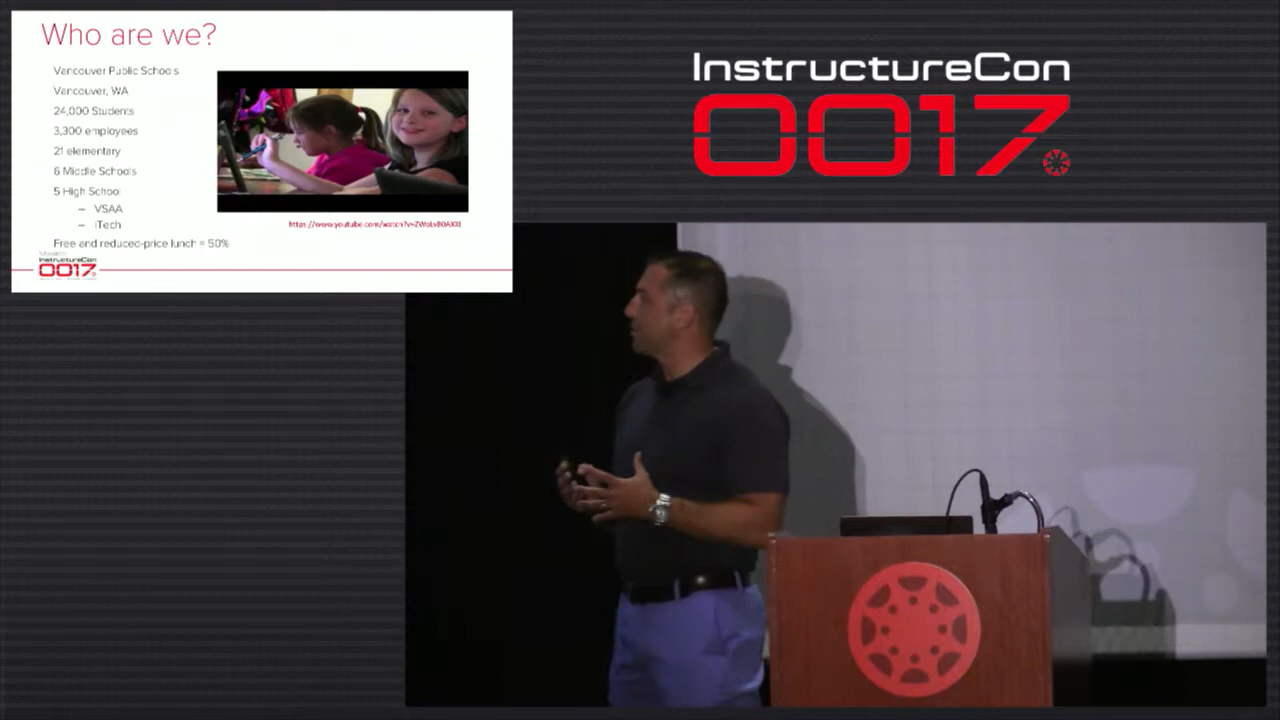 Who are we?
Vancouver Public Schools
Vancouver, WA
24,000 Students
3,300 employees
21 elementary
6 Middle Schools
5 High School
– VSAA
– iTech
Free and reduced-price lunch = 50%
InstructureCon
0017
InstructureCon
0017